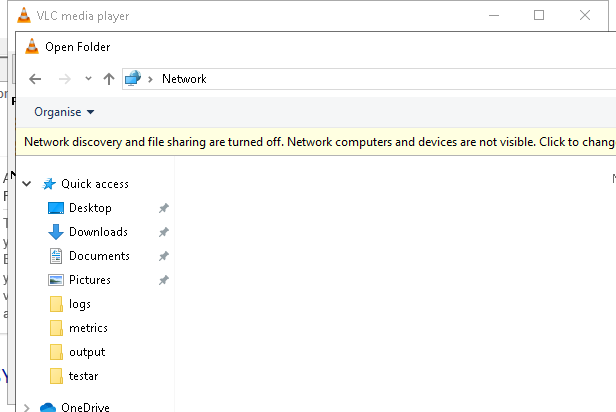 VLC media player
Open Folder
Network
Organise
Network discovery and file sharing are turned off. Network computers and devices are not visible. Click to chang
Quick access
Desktop
Downloads
Documents
Pictures
logs
metrics
output
testar
OneDrive